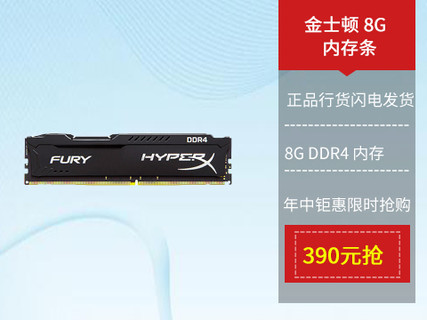 金士顿 8G
内存条
正品行货闪电发货
8G DDR4 内存
年中钜惠限时抢购
390元抢
DDR4
FURY
HYPERX